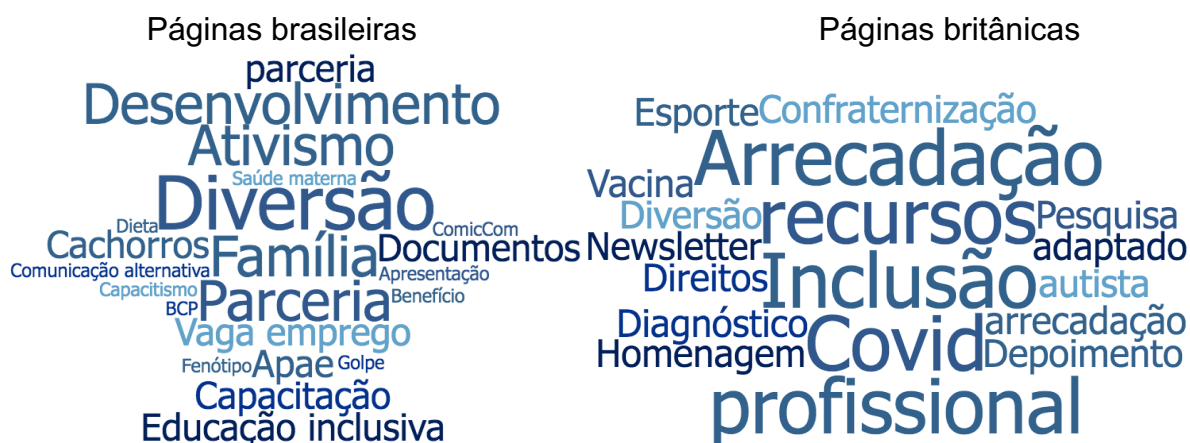 Páginas brasileiras
parceria
Desenvolvimento
Ativismo
Saúde materna
Diversão
Dieta
ComicCom
Cachorros
Família
Documentos
Comunicação alternativa
Apresentação
Capacitismo
Parceria
Benefício
BCP
Vaga emprego
Fenótipo
Apae
Golpe
Capacitação
Educação inclusiva
Páginas britânicas
Esporte
Confraternização
Arrecadação
Vacina
Diversão
recursos
Pesquisa
Newsletter
adaptado
Direitos
Inclusão
autista
Diagnóstico
Covid
arrecadação
Homenagem
Depoimento
profissional